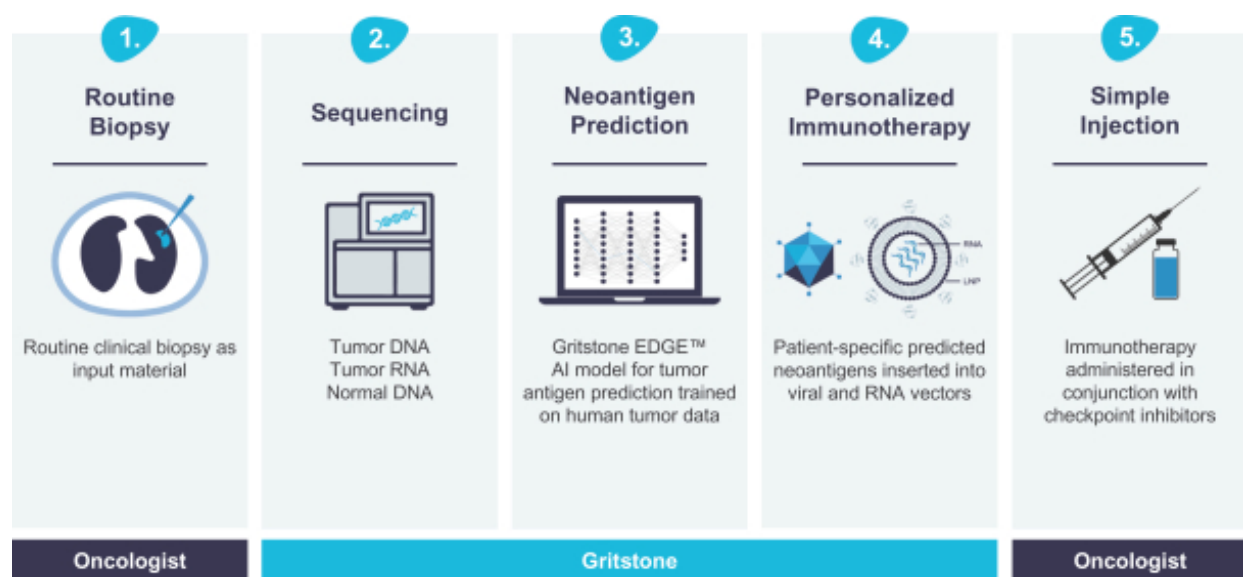 1.
Routine
Biopsy
Routine clinical biopsy as
input material
2.
Sequencing
Tumor DNA
Tumor RNA
Normal DNA
3.
Neoantigen
Prediction
Gritstone EDGE™
AI model for tumor
antigen prediction trained
on human tumor data
4.
Personalized
Immunotherapy
RNA
LNP
Patient-specific predicted
neoantigens inserted into
viral and RNA vectors
5.
Simple
Injection
Immunotherapy
administered in
conjunction with
checkpoint inhibitors
Oncologist
Gritstone
Oncologist